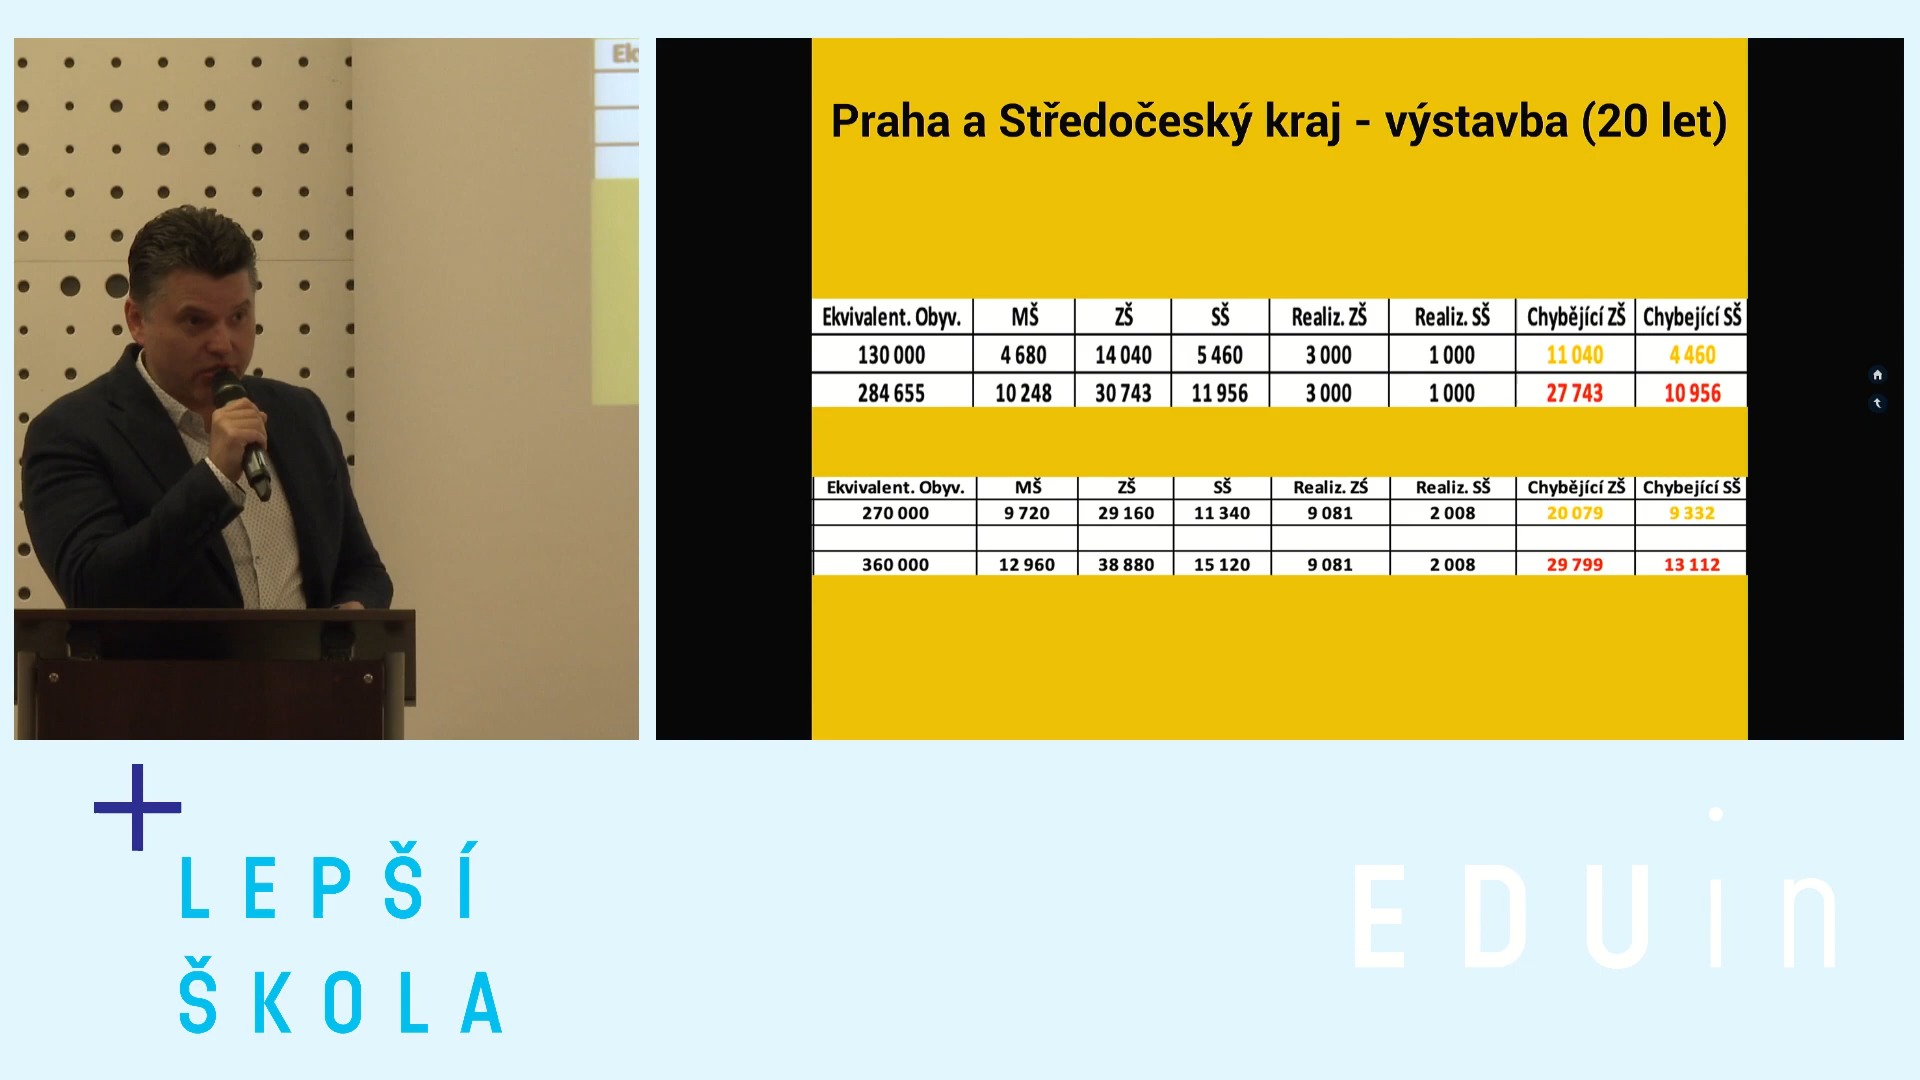 Ek
Praha a Středočeský kraj - výstavba (20 let)
Ekvivalent. Obyv. MŠ ZŠ SŠ Realiz. ZŠ Realiz. SŠ Chybějící ZŠ Chybející SŠ
130 000 4 680 14 040 5 460 3 000 1 000 11 040 4 460
284 655 10 248 30 743 11 956 3 000 1 000 27 743 10 956
Ekvivalent. Obyv. MŠ ZŠ SŠ Realiz. ZŠ Realiz. SŠ Chybějící ZŠ Chybející SŠ
270 000 9 720 29 160 11 340 9 081 2 008 20 079 9 332
360 000 12 960 38 880 15 120 9 081 2 008 29 799 13 112
LEPŠÍ
ŠKOLA
EDUin